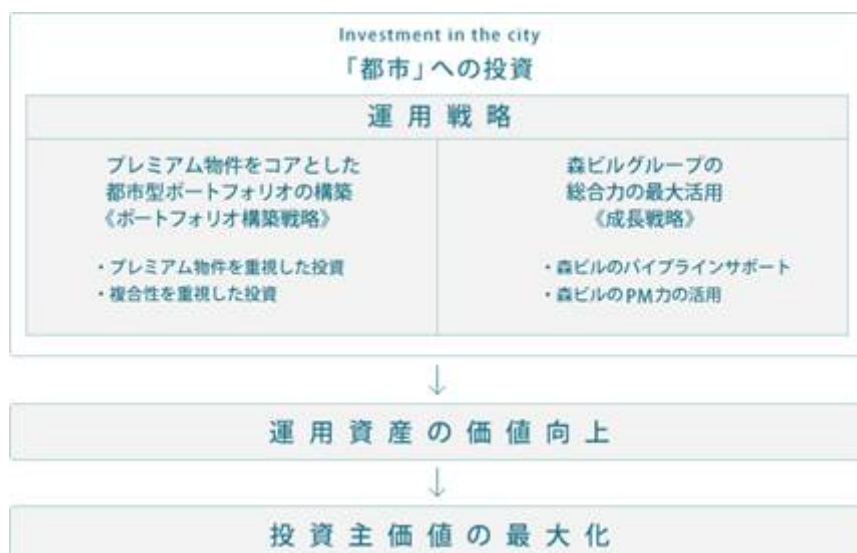 Investment in the city
「都市」への投資
運用戦略
プレミアム物件をコアとした
都市型ポートフォリオの構築
《ポートフォリオ構築戦略》
・プレミアム物件を重視した投資
・複合性を重視した投資
森ビルグループの
総合力の最大活用
《成長戦略》
・森ビルのパイプラインサポート
・森ビルのPM力の活用
↓
運用資産の価値向上
↓
投資主価値の最大化